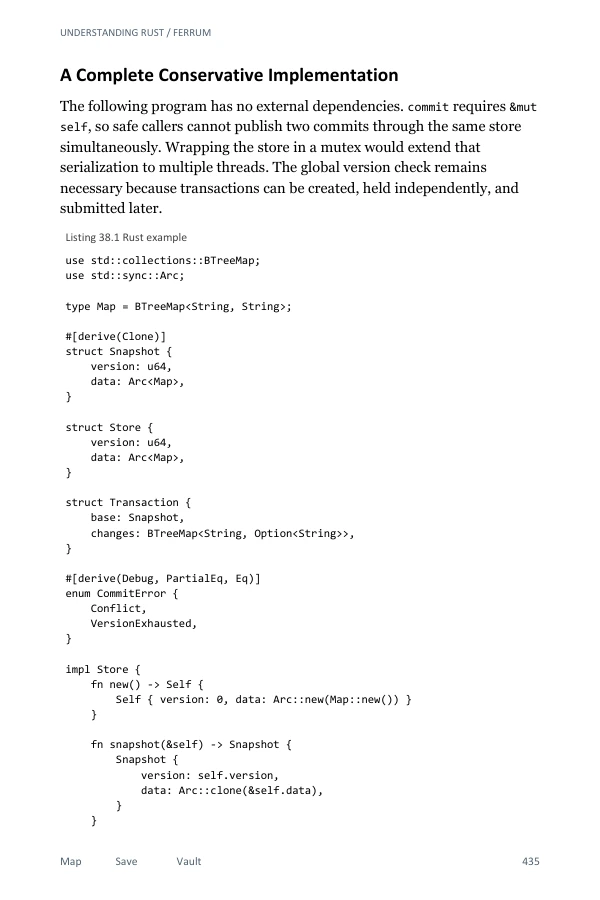 UNDERSTANDING RUST / FERRUM
A Complete Conservative Implementation
The following program has no external dependencies. commit requires &mut
self, so safe callers cannot publish two commits through the same store
simultaneously. Wrapping the store in a mutex would extend that
serialization to multiple threads. The global version check remains
necessary because transactions can be created, held independently, and
submitted later.
Listing 38.1 Rust example
use std::collections::BTreeMap;
use std::sync::Arc;

type Map = BTreeMap<String, String>;

#[derive(Clone)]
struct Snapshot {
    version: u64,
    data: Arc<Map>,
}

struct Store {
    version: u64,
    data: Arc<Map>,
}

struct Transaction {
    base: Snapshot,
    changes: BTreeMap<String, Option<String>>,
}

#[derive(Debug, PartialEq, Eq)]
enum CommitError {
    Conflict,
    VersionExhausted,
}

impl Store {
    fn new() -> Self {
        Self { version: 0, data: Arc::new(Map::new()) }
    }

    fn snapshot(&self) -> Snapshot {
        Snapshot {
            version: self.version,
            data: Arc::clone(&self.data),
        }
    }
Map Save Vault 435